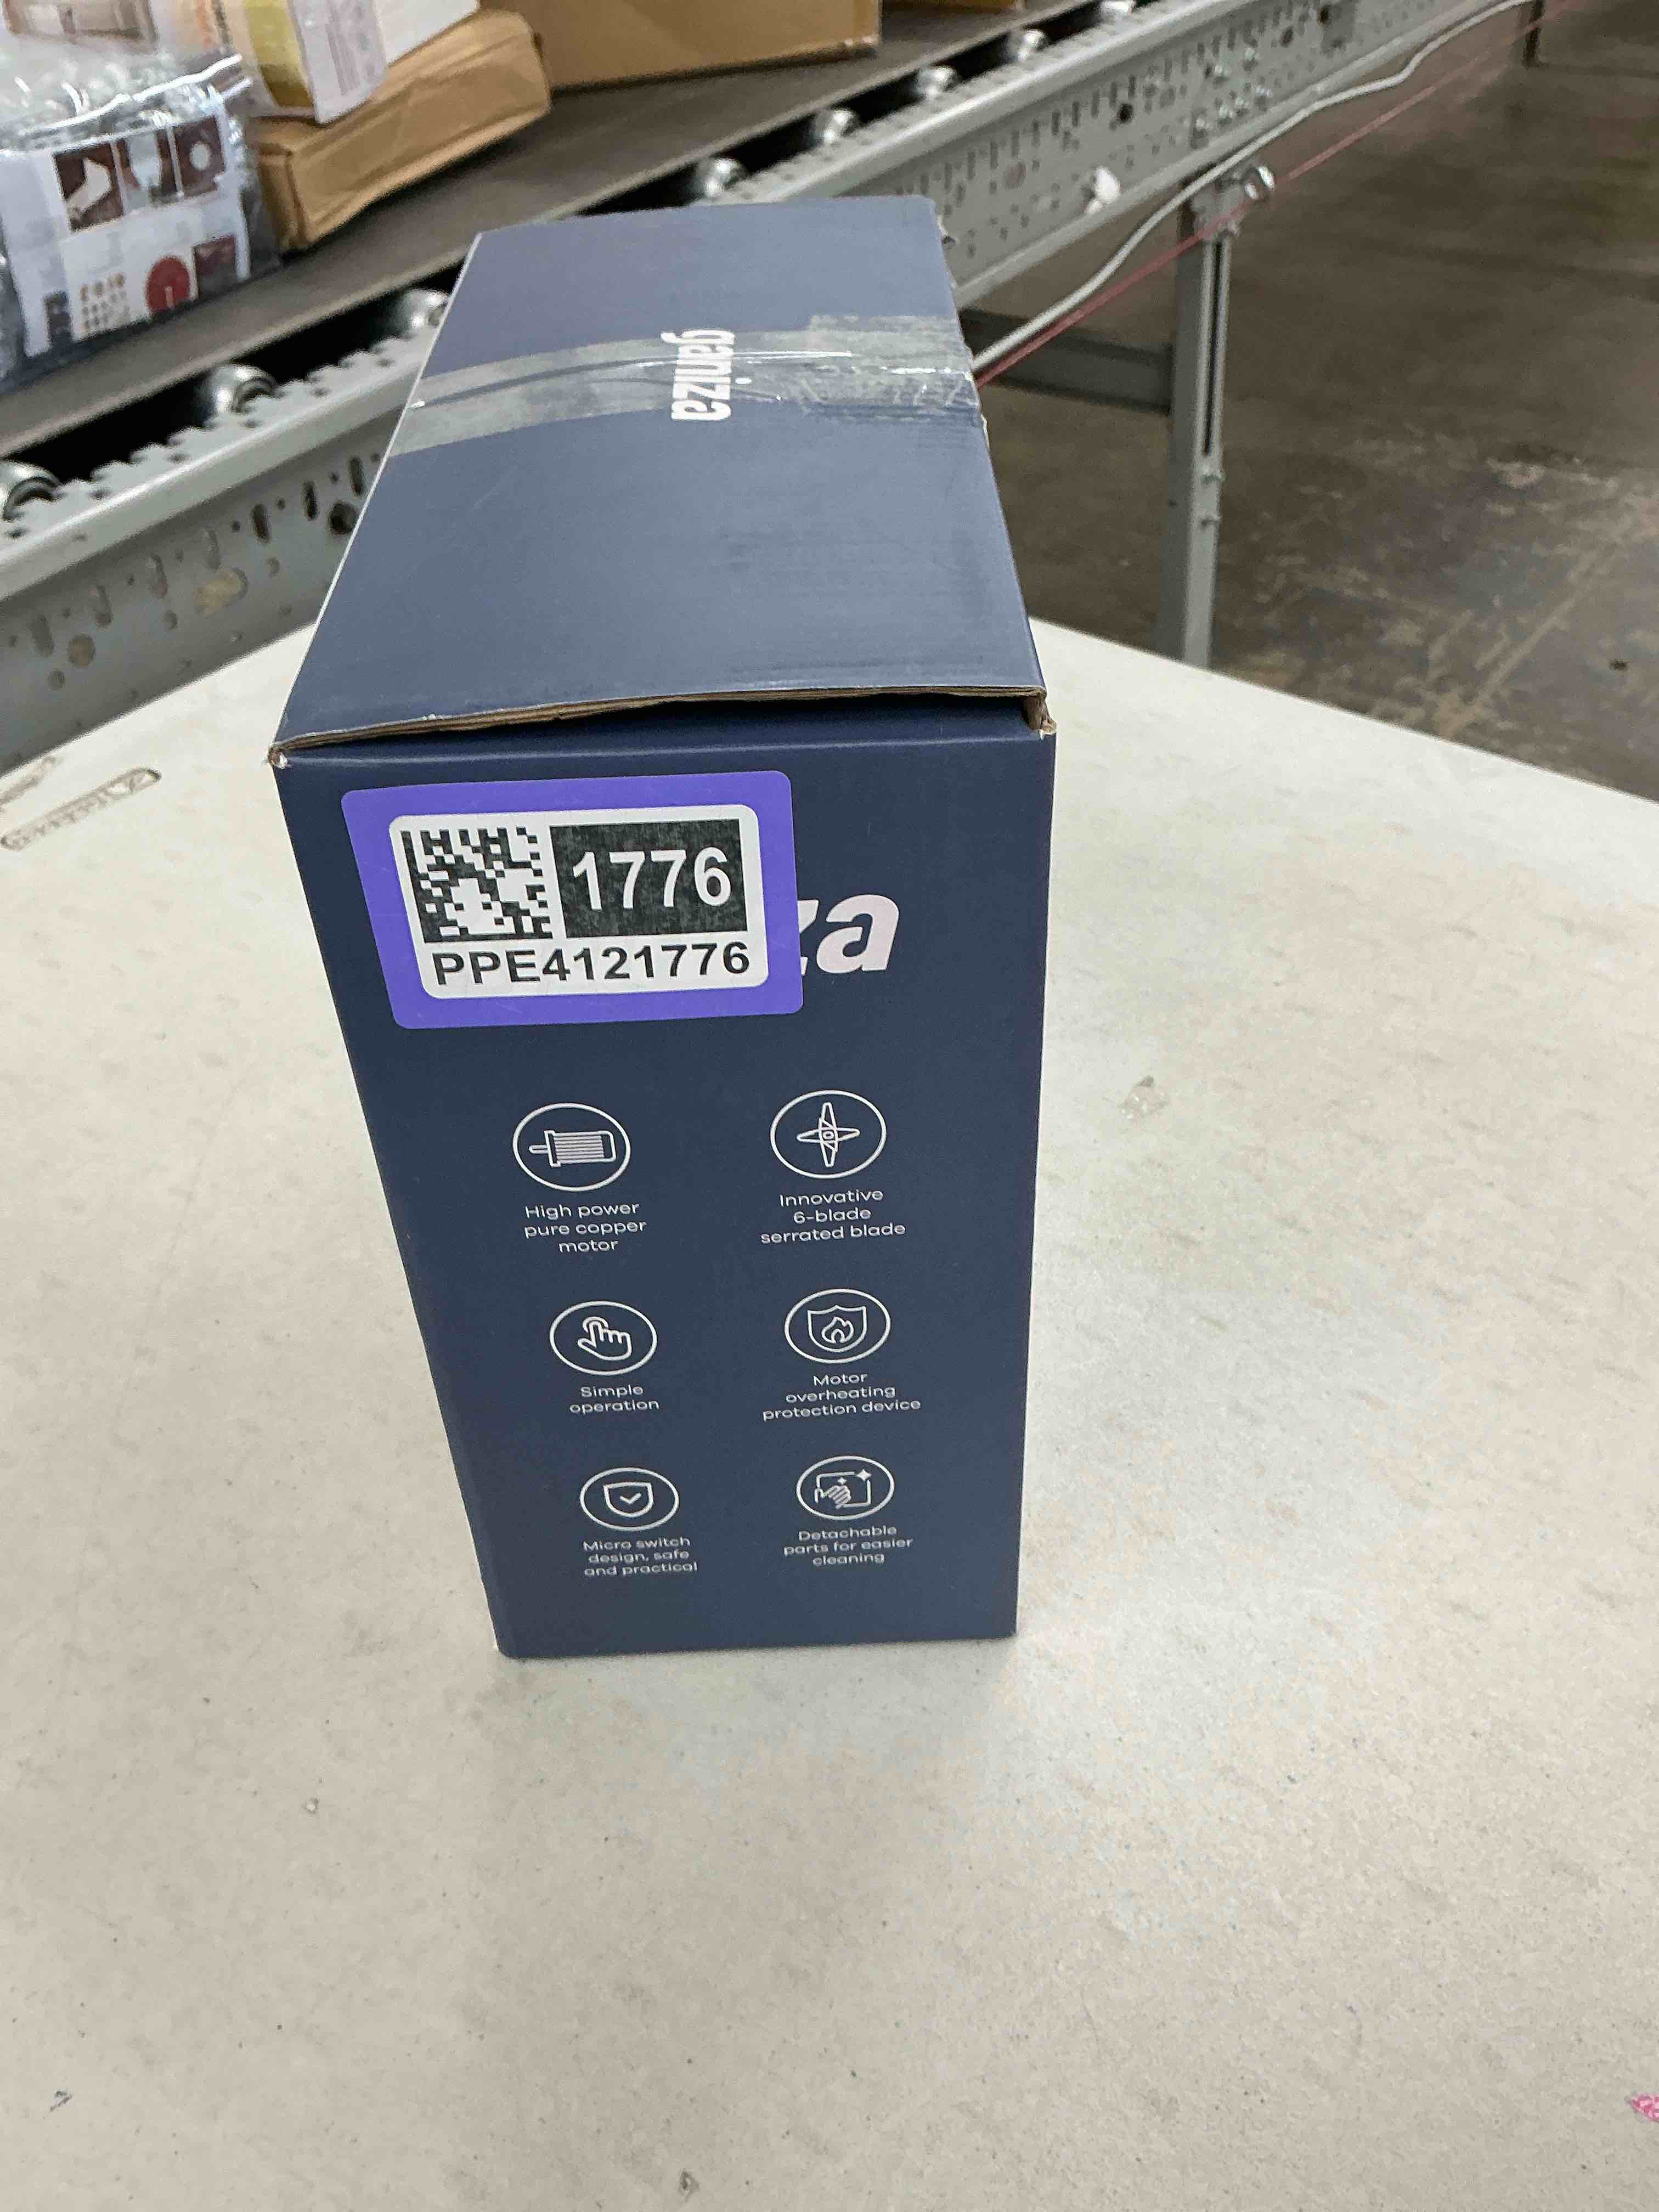 ganiza
1776
PPE4121776
za
High power
pure copper
motor
Innovative
6-blade
serrated blade
Simple
operation
Motor
overheating
protection device
Micro switch
design, safe
and practical
Detachable
parts for easier
cleaning